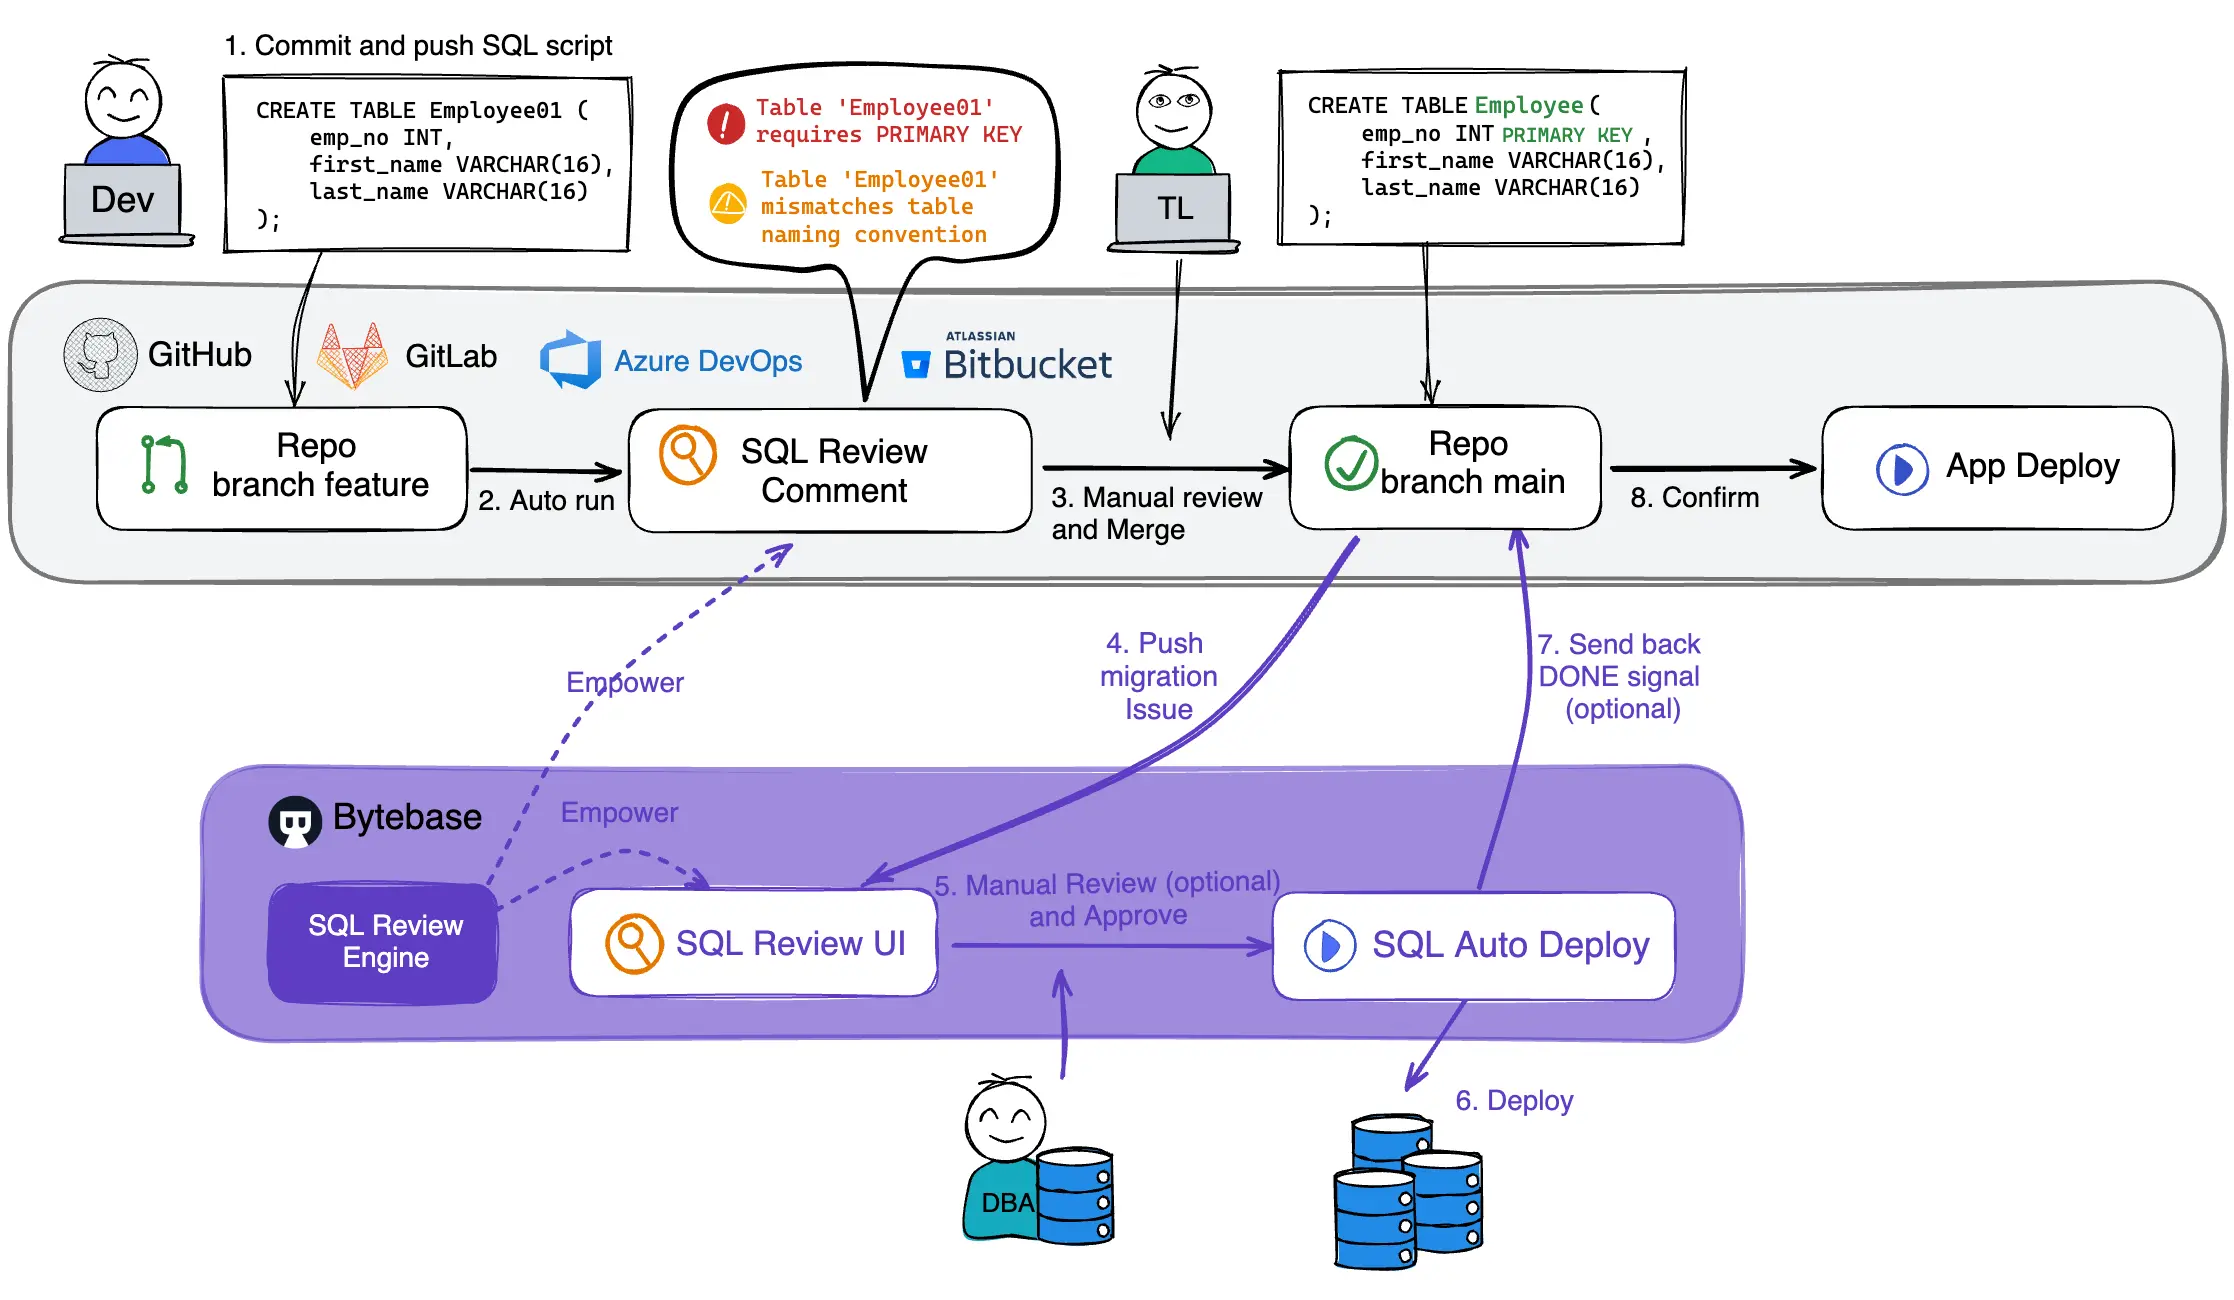 1. Commit and push SQL script
CREATE TABLE Employee01 (
emp_no INT,
first_name VARCHAR(16),
last_name VARCHAR(16)
);
Dev
Table 'Employee01'
requires PRIMARY KEY
Table 'Employee01'
mismatches table
naming convention
TL
CREATE TABLE Employee (
emp_no INT PRIMARY KEY ,
first_name VARCHAR(16),
last_name VARCHAR(16)
);
GitHub
GitLab
Azure DevOps
ATLASSIAN
Bitbucket
Repo
branch feature
2. Auto run
SQL Review
Comment
3. Manual review
and Merge
Repo
branch main
8. Confirm
App Deploy
Empower
4. Push
migration
Issue
7. Send back
DONE signal
(optional)
Bytebase
Empower
SQL Review
Engine
SQL Review UI
5. Manual Review (optional)
and Approve
SQL Auto Deploy
6. Deploy
DBA